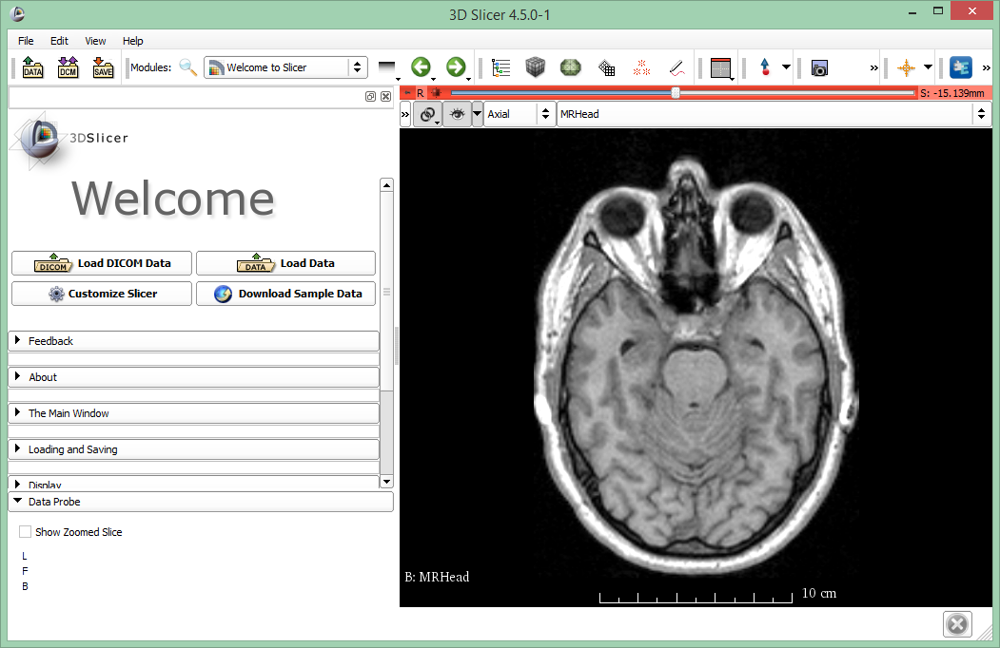 3D Slicer 4.5.0-1
File Edit View Help
DATA DCM SAVE Modules: Welcome to Slicer
R S: -15.139mm
Axial MRHead
3DSlicer
Welcome
DICOM Load DICOM Data DATA Load Data
Customize Slicer Download Sample Data
Feedback
About
The Main Window
Loading and Saving
Display
Data Probe
Show Zoomed Slice
L
F
B
B: MRHead
10 cm